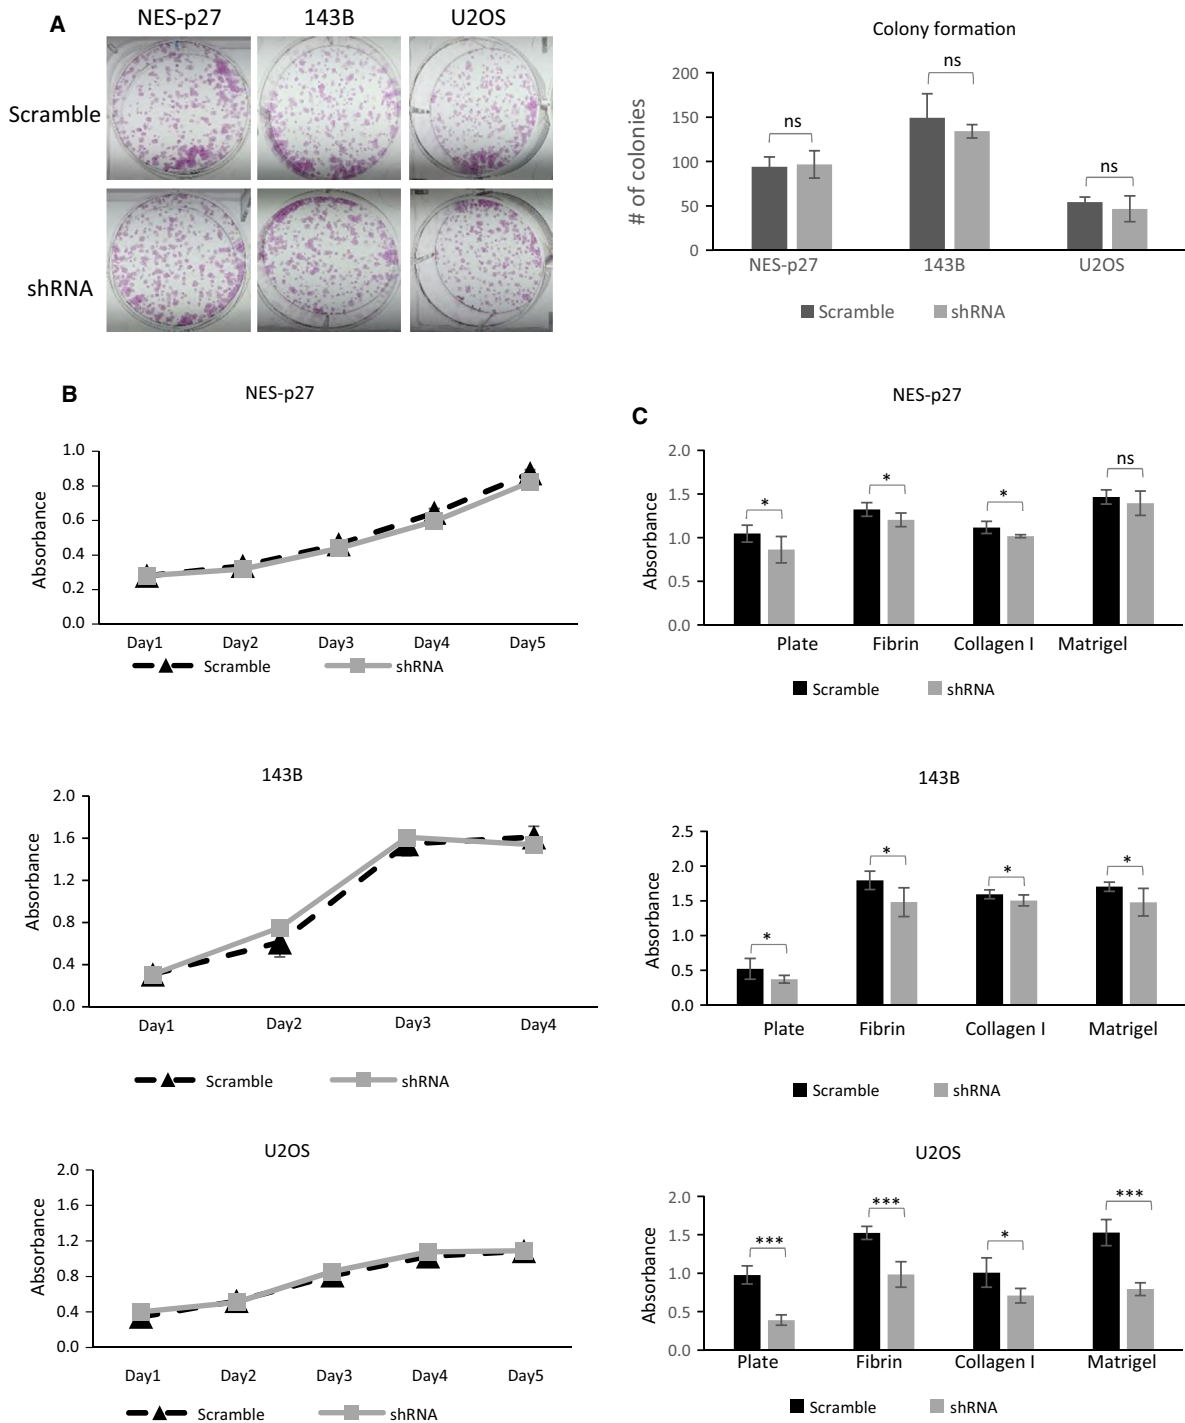 A
NES-p27 143B U2OS
Scramble
shRNA
Colony formation
# of colonies
200
150
100
50
0
ns
ns
ns
NES-p27 143B U2OS
Scramble shRNA
B
NES-p27
Absorbance
1.0
0.8
0.6
0.4
0.2
0.0
Day1 Day2 Day3 Day4 Day5
Scramble shRNA
143B
Absorbance
2.0
1.6
1.2
0.8
0.4
0.0
Day1 Day2 Day3 Day4
Scramble shRNA
U2OS
Absorbance
2.0
1.6
1.2
0.8
0.4
0.0
Day1 Day2 Day3 Day4 Day5
Scramble shRNA
C
NES-p27
Absorbance
2.0
1.5
1.0
0.5
0.0
* * * ns
Plate Fibrin Collagen I Matrigel
Scramble shRNA
143B
Absorbance
2.5
2.0
1.5
1.0
0.5
0.0
* * * *
Plate Fibrin Collagen I Matrigel
Scramble shRNA
U2OS
Absorbance
2.0
1.5
1.0
0.5
0.0
*** *** * ***
Plate Fibrin Collagen I Matrigel
Scramble shRNA